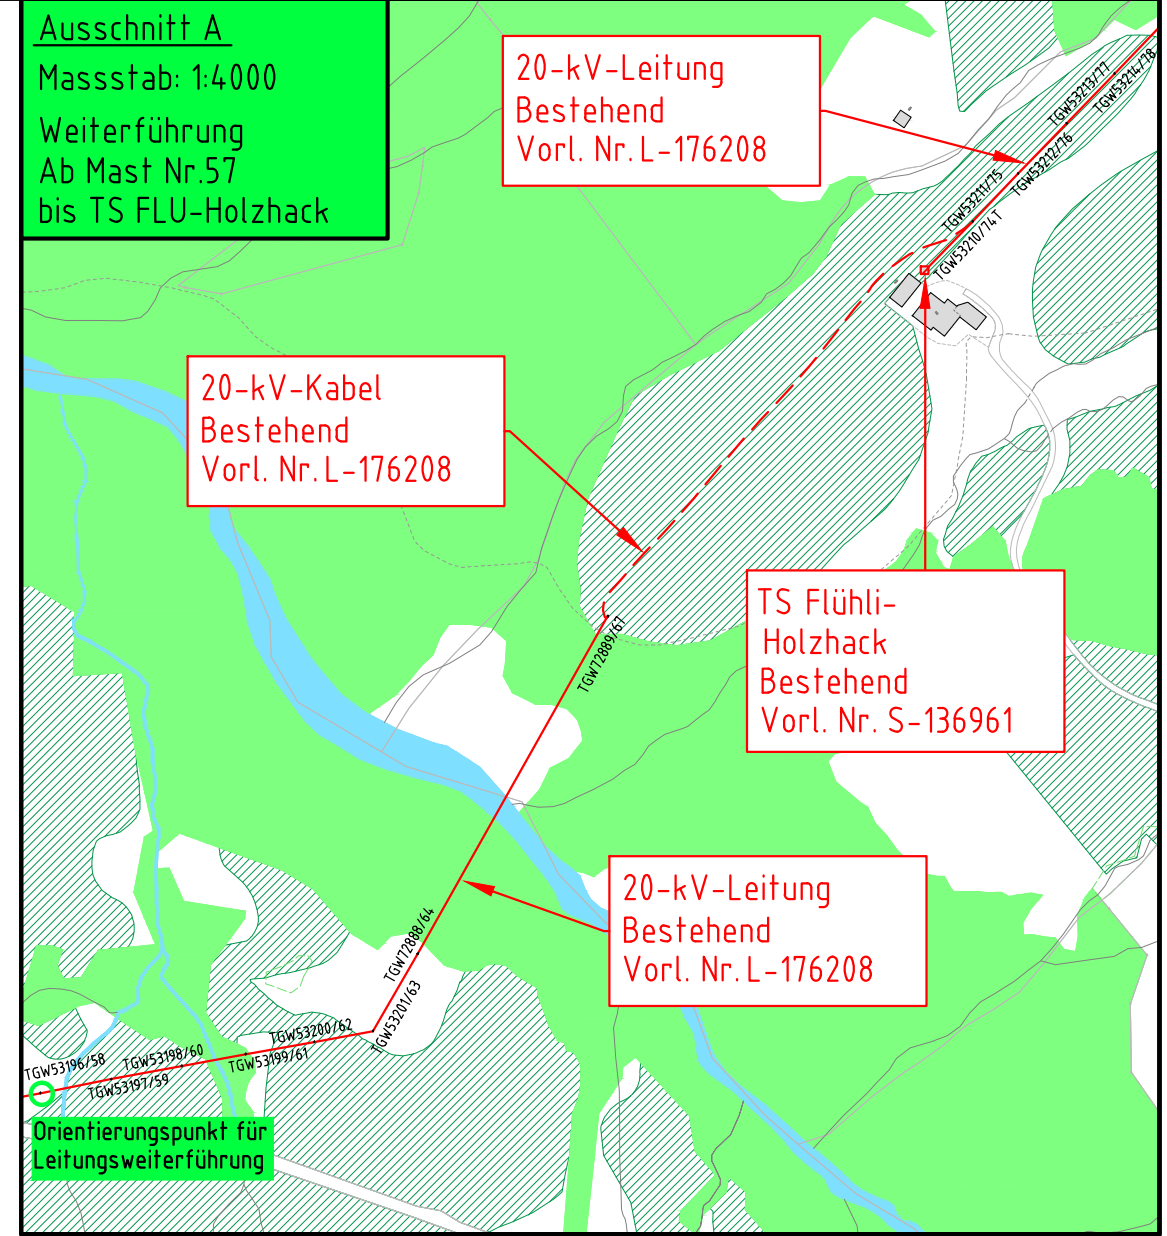 Ausschnitt A
Massstab: 1:4000
Weiterführung
Ab Mast Nr.57
bis TS FLU-Holzhack
20-kV-Leitung
Bestehend
Vorl. Nr. L-176208
TGW53213/77
TGW53214/78
TGW53212/76
TGW53211/75
TGW53210/74T
20-kV-Kabel
Bestehend
Vorl. Nr. L-176208
TS Flühli-
Holzhack
Bestehend
Vorl. Nr. S-136961
TGW72889/67
20-kV-Leitung
Bestehend
Vorl. Nr. L-176208
TGW72888/64
TGW53201/63
TGW53200/62
TGW53199/61
TGW53198/60
TGW53197/59
TGW53196/58
Orientierungspunkt für
Leitungsweiterführung